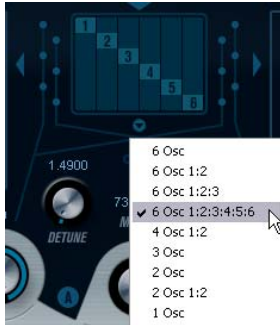 1
2
3
4
5
6
1.4900
DETUNE
73
M
A
6 Osc
6 Osc 1:2
6 Osc 1:2:3
6 Osc 1:2:3:4:5:6
4 Osc 1:2
3 Osc
2 Osc
2 Osc 1:2
1 Osc